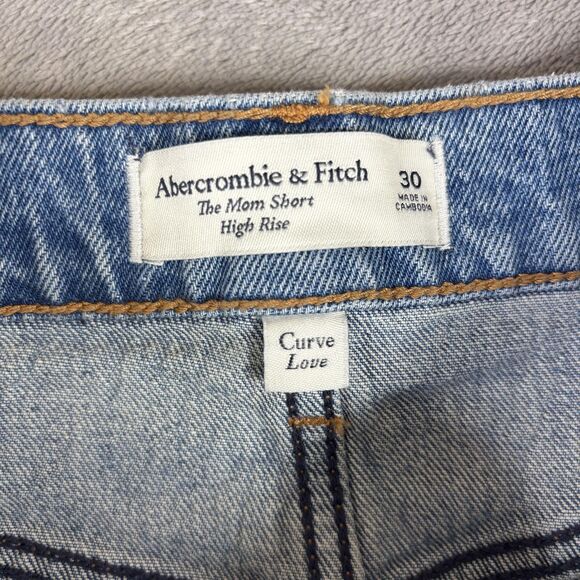 Abercrombie & Fitch
The Mom Short
High Rise
30
MADE IN
CAMBODIA
Curve
Love